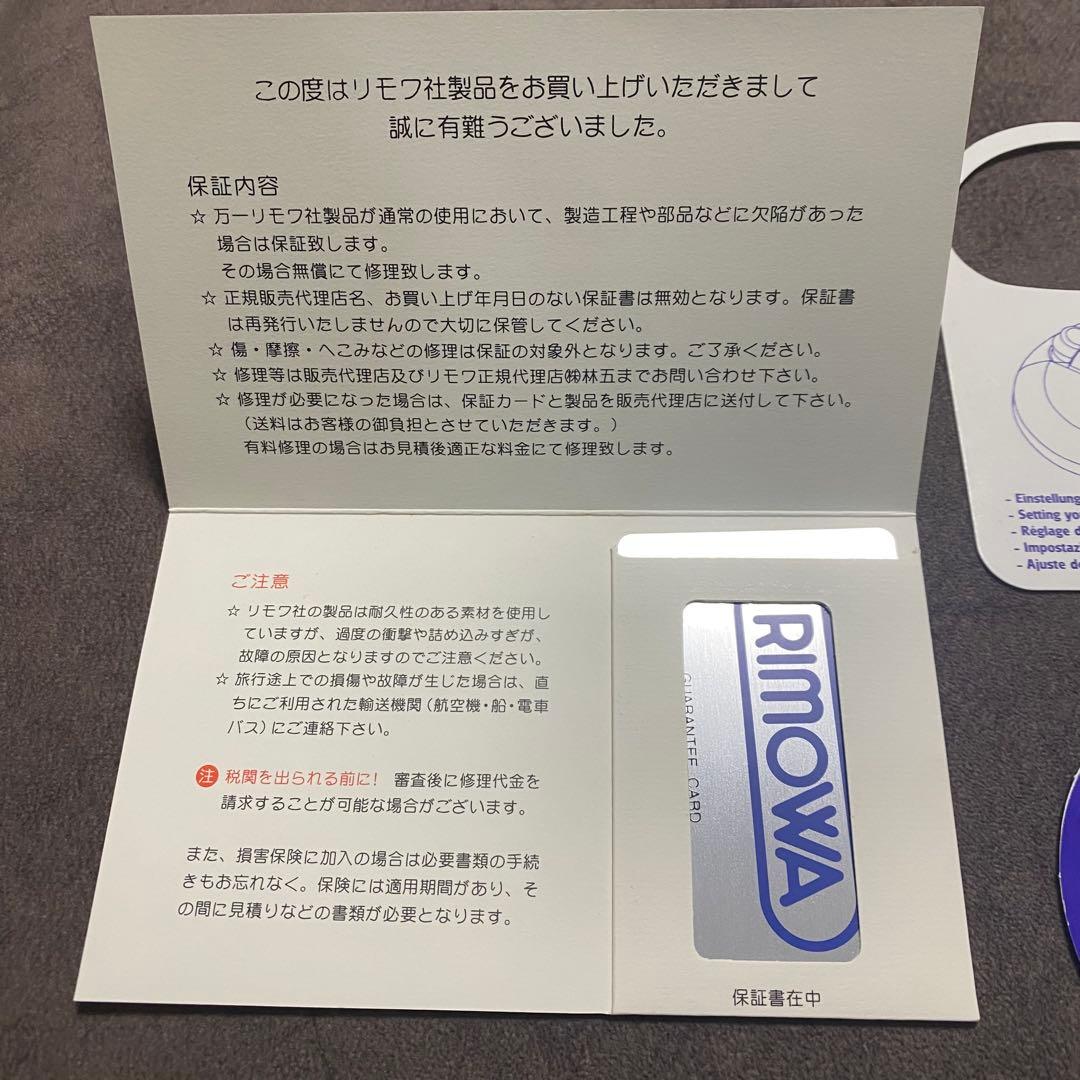 この度はリモワ社製品をお買い上げいただきまして
誠に有難うございました。
保証内容
☆ 万一リモワ社製品が通常の使用において、製造工程や部品などに欠陥があった
場合は保証致します。
その場合無償にて修理致します。
☆ 正規販売代理店名、お買い上げ年月日のない保証書は無効となります。保証書
は再発行いたしませんので大切に保管してください。
☆ 傷・摩擦・へこみなどの修理は保証の対象外となります。ご了承ください。
☆ 修理等は販売代理店及びリモワ正規代理店㈱林五までお問い合わせ下さい。
☆ 修理が必要になった場合は、保証カードと製品を販売代理店に送付して下さい。
（送料はお客様の御負担とさせていただきます。）
有料修理の場合はお見積後適正な料金にて修理致します。
ご注意
☆ リモワ社の製品は耐久性のある素材を使用し
ていますが、過度の衝撃や詰め込みすぎが、
故障の原因となりますのでご注意ください。
☆ 旅行途上での損傷や故障が生じた場合は、直
ちにご利用された輸送機関（航空機・船・電車
バス）にご連絡下さい。
注 税関を出られる前に！ 審査後に修理代金を
請求することが可能な場合がございます。
また、損害保険に加入の場合は必要書類の手続
きもお忘れなく。保険には適用期間があり、そ
の間に見積りなどの書類が必要となります。
RIMOWA
GUARANTEE CARD
保証書在中
- Einstellung
- Setting yo
- Réglage d
- Impostaz
- Ajuste de